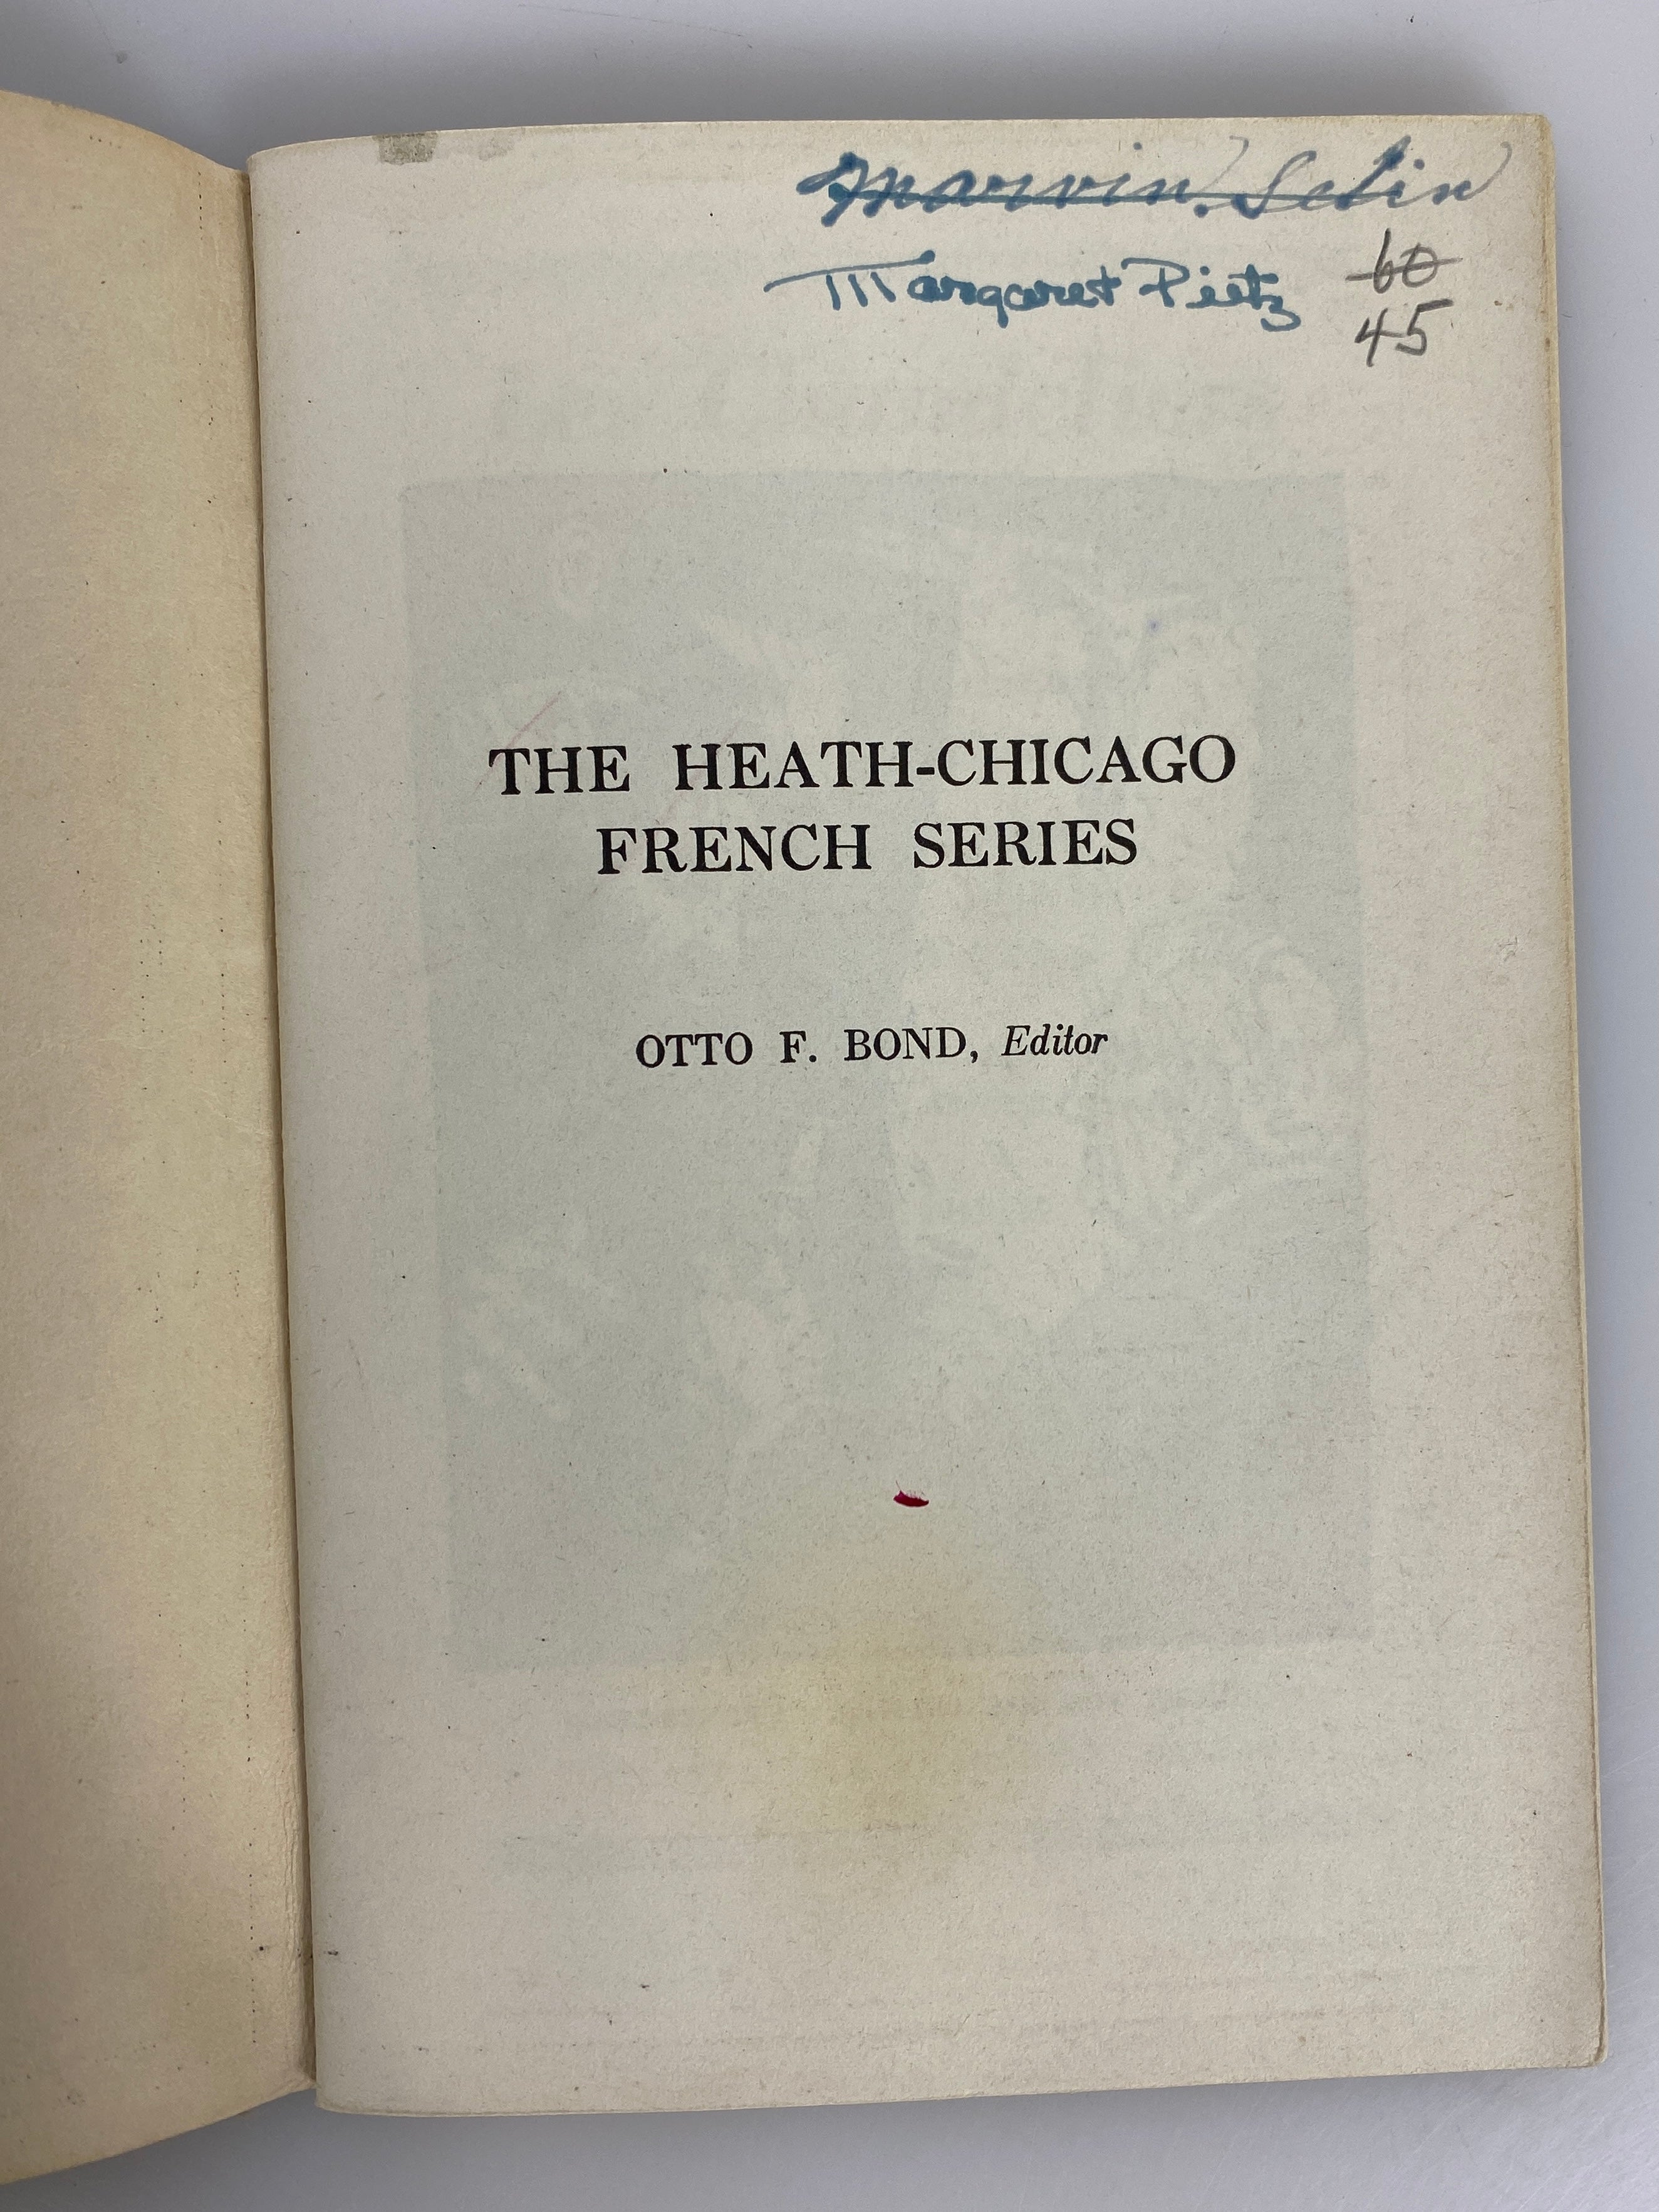 Marvin Selin
Margaret Pietz
60
45
THE HEATH-CHICAGO
FRENCH SERIES
OTTO F. BOND, Editor